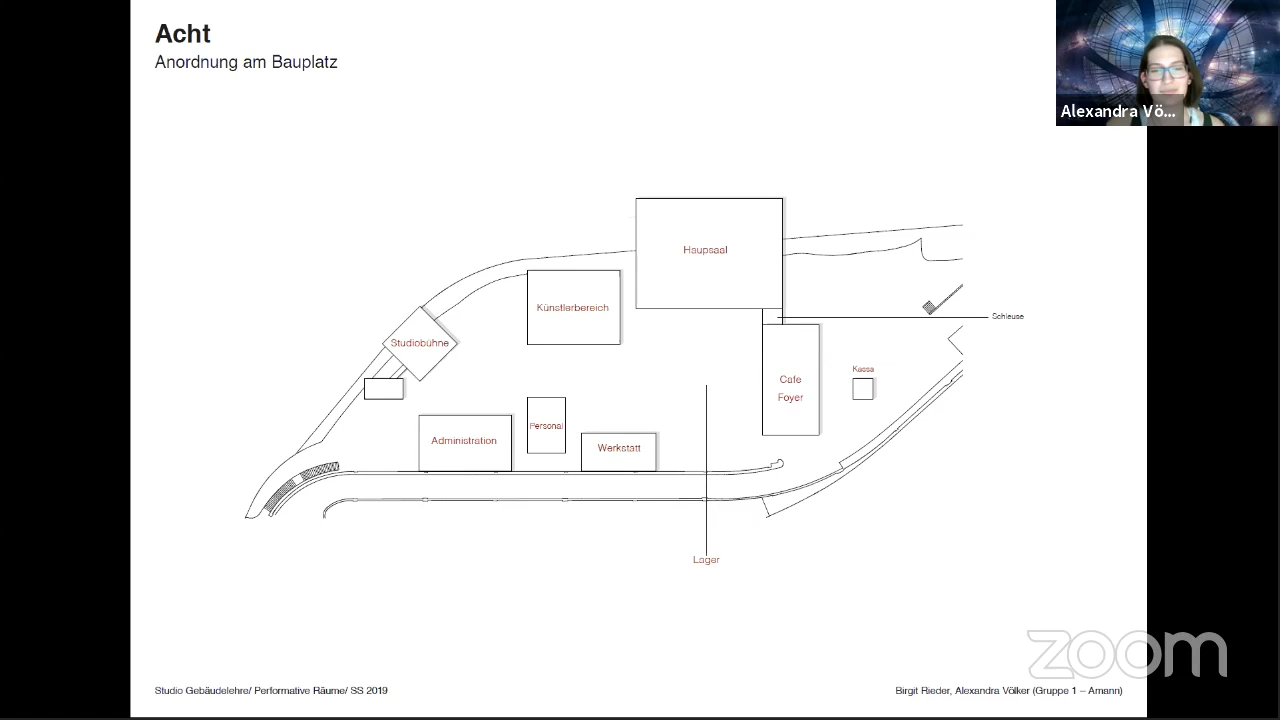 Acht
Anordnung am Bauplatz
Alexandra Vö...
Haupsaal
Künstlerbereich
Schleuse
Studiobühne
Kassa
Cafe
Foyer
Personal
Administration
Werkstatt
Lager
zoom
Studio Gebäudelehre/ Performative Räume/ SS 2019
Birgit Rieder, Alexandra Völker (Gruppe 1 – Amann)